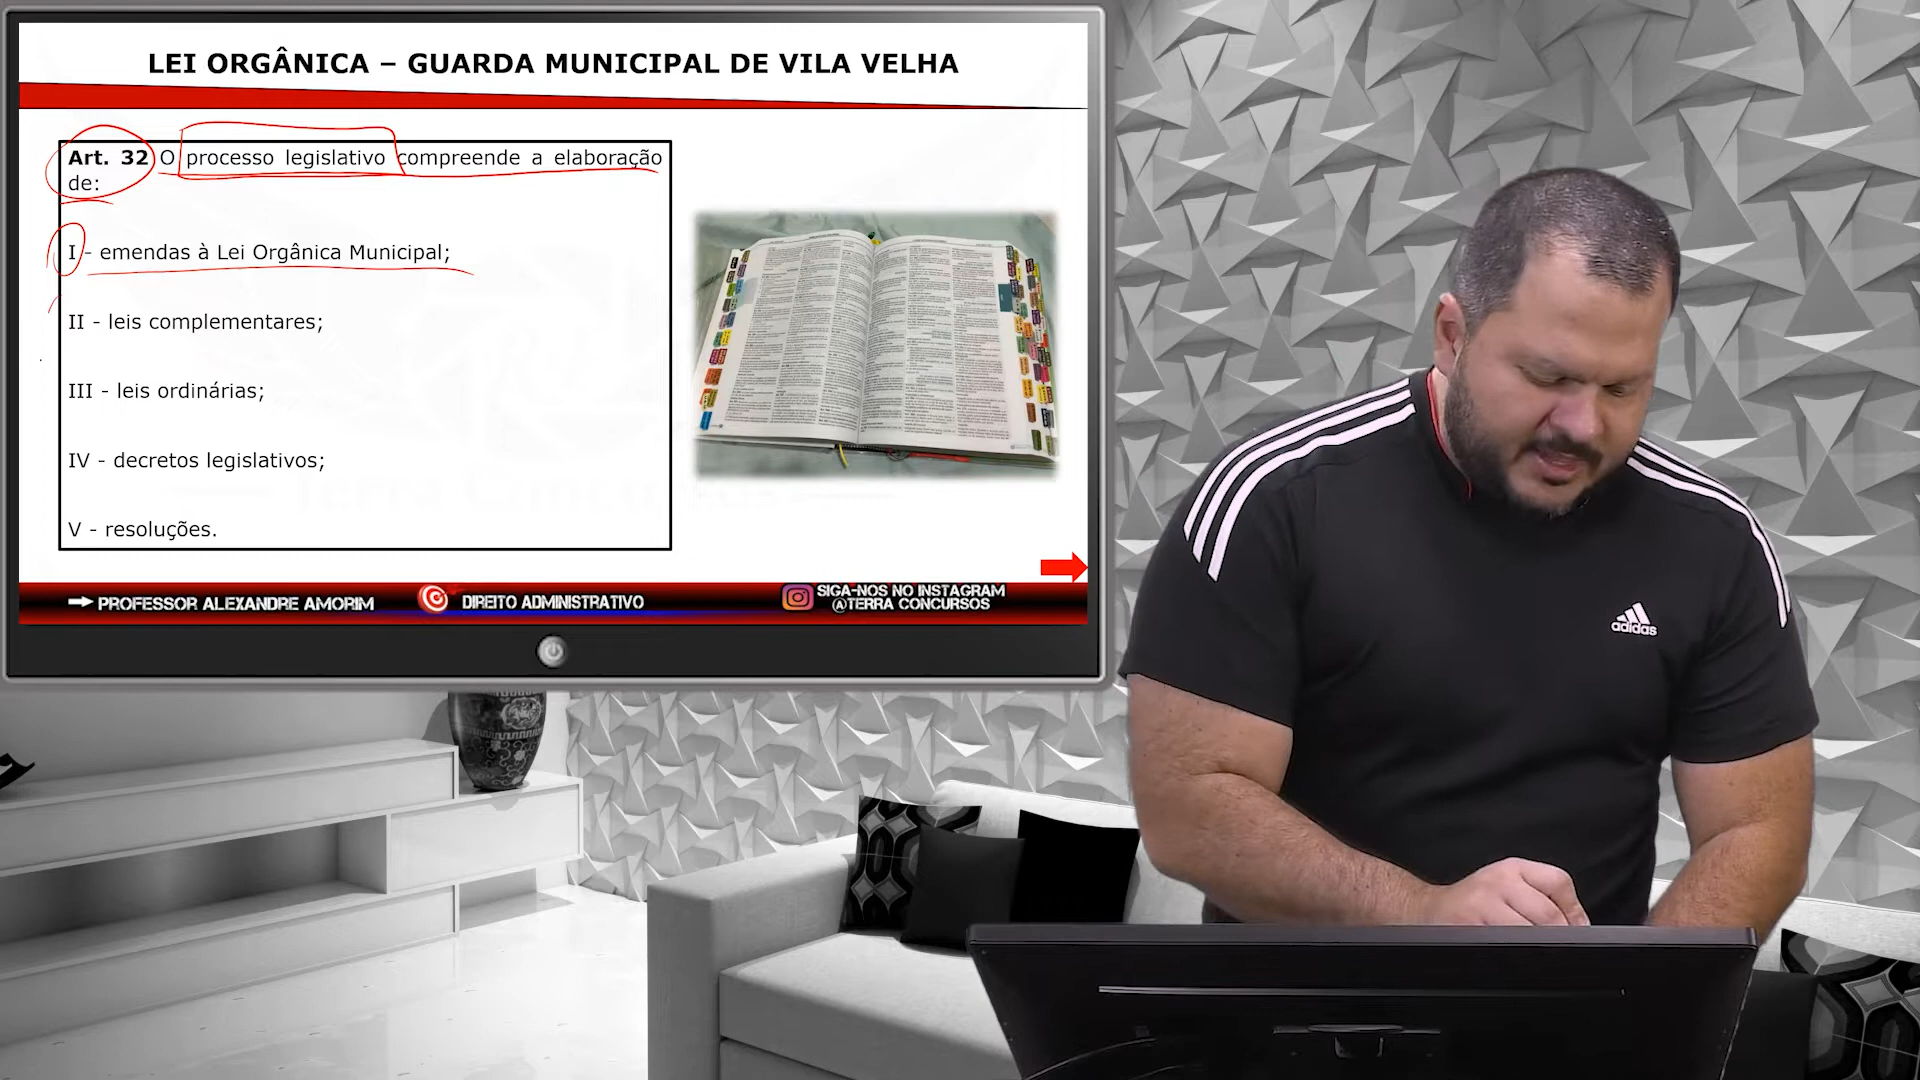 LEI ORGÂNICA – GUARDA MUNICIPAL DE VILA VELHA
Art. 32 O processo legislativo compreende a elaboração
de:
I - emendas à Lei Orgânica Municipal;
II - leis complementares;
III - leis ordinárias;
IV - decretos legislativos;
V - resoluções.
PROFESSOR ALEXANDRE AMORIM
DIREITO ADMINISTRATIVO
SIGA-NOS NO INSTAGRAM
@TERRA CONCURSOS
adidas